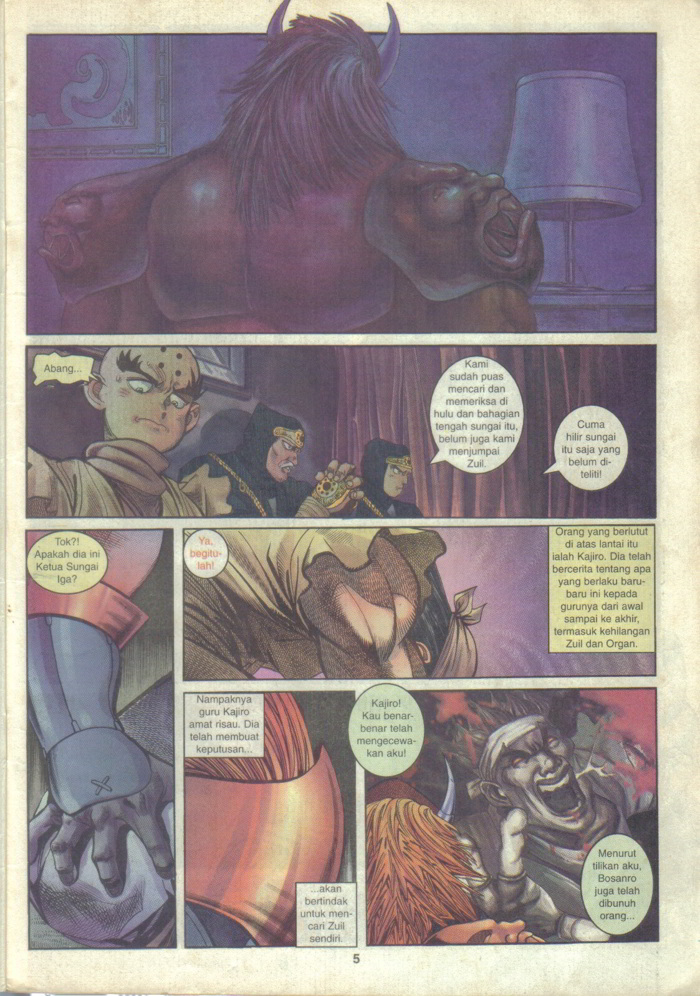 Abang...
Kami
sudah puas
mencari dan
memeriksa di
hulu dan bahagian
tengah sungai itu,
belum juga kami
menjumpai
Zuil.
Cuma
hilir sungai
itu saja yang
belum di-
teliti!
Tok?!
Apakah dia ini
Ketua Sungai
Iga?
Ya,
begitu-
lah!
Orang yang berlutut
di atas lantai itu
ialah Kajiro. Dia telah
bercerita tentang apa
yang berlaku baru-
baru ini kepada
gurunya dari awal
sampai ke akhir,
termasuk kehilangan
Zuil dan Organ.
Nampaknya
guru Kajiro
amat risau. Dia
telah membuat
keputusan...
...akan
bertindak
untuk men-
cari Zuil
sendiri.
Kajiro!
Kau benar-
benar telah
mengecewa-
kan aku!
Menurut
tilikan aku,
Bosanro
juga telah
dibunuh
orang...
5